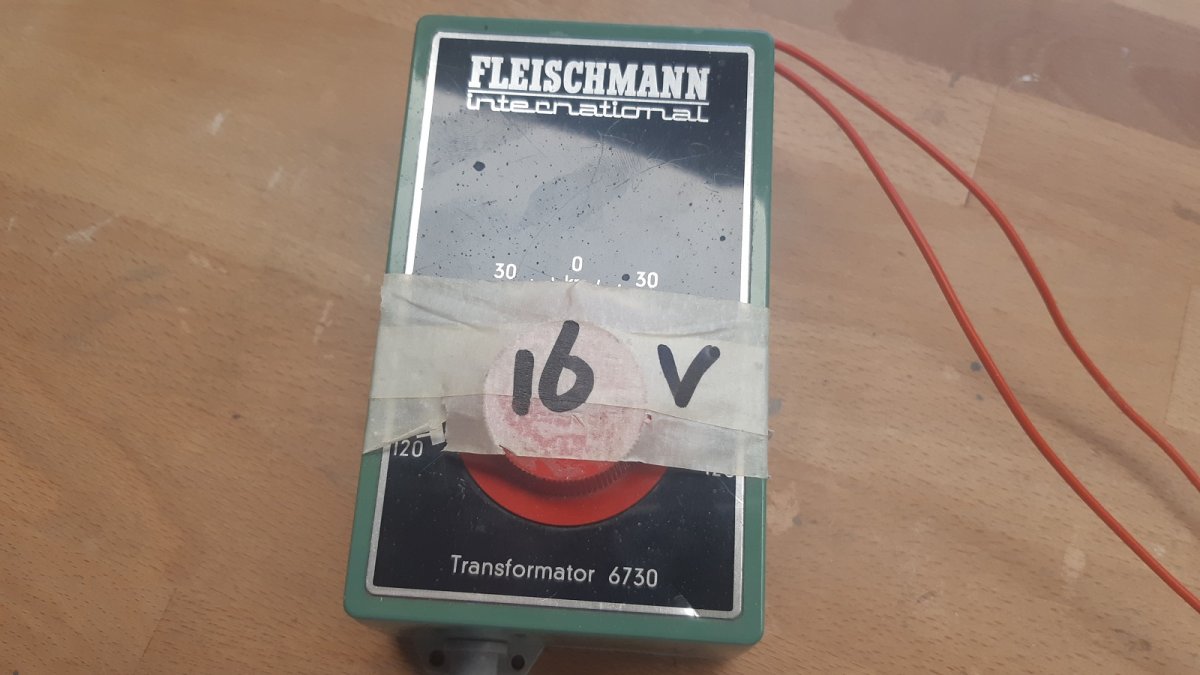 FLEISCHMANN
international
30 0 30
16 V
120
Transformator 6730